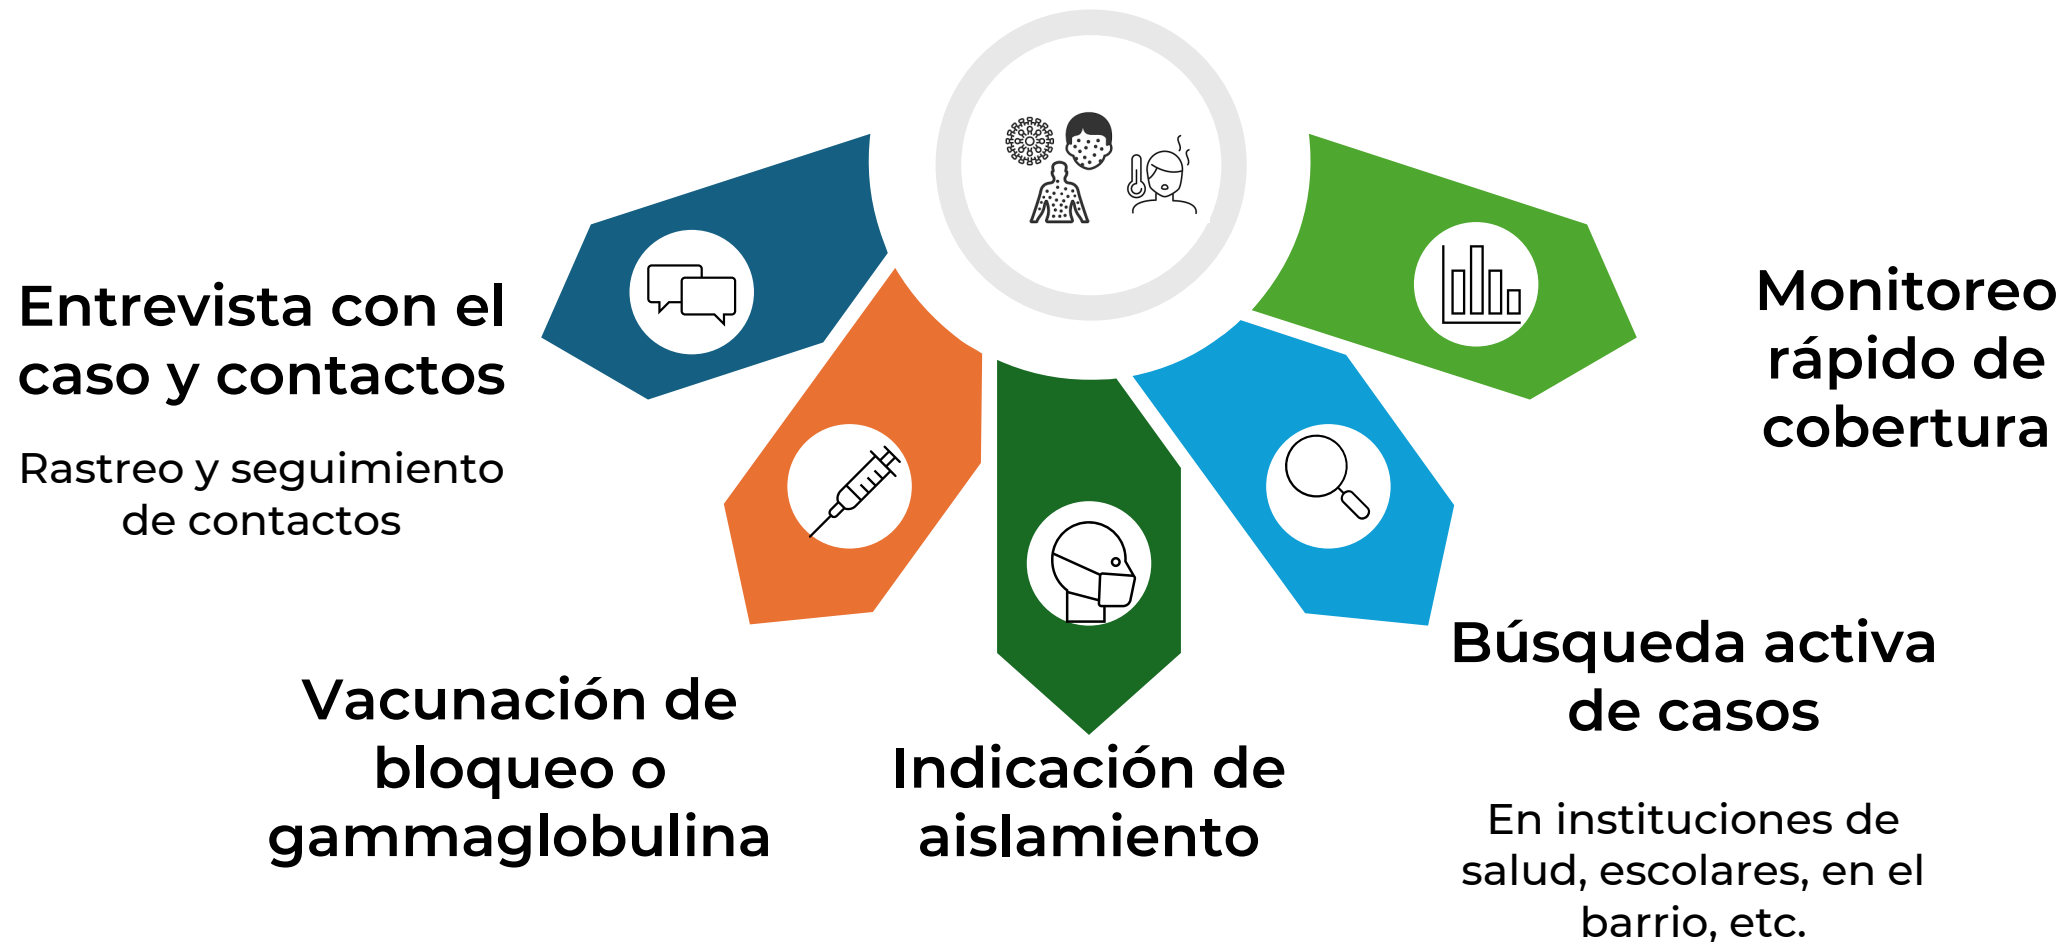 Entrevista con el
caso y contactos
Rastreo y seguimiento
de contactos
Vacunación de
bloqueo o
gammaglobulina
Indicación de
aislamiento
Búsqueda activa
de casos
En instituciones de
salud, escolares, en el
barrio, etc.
Monitoreo
rápido de
cobertura